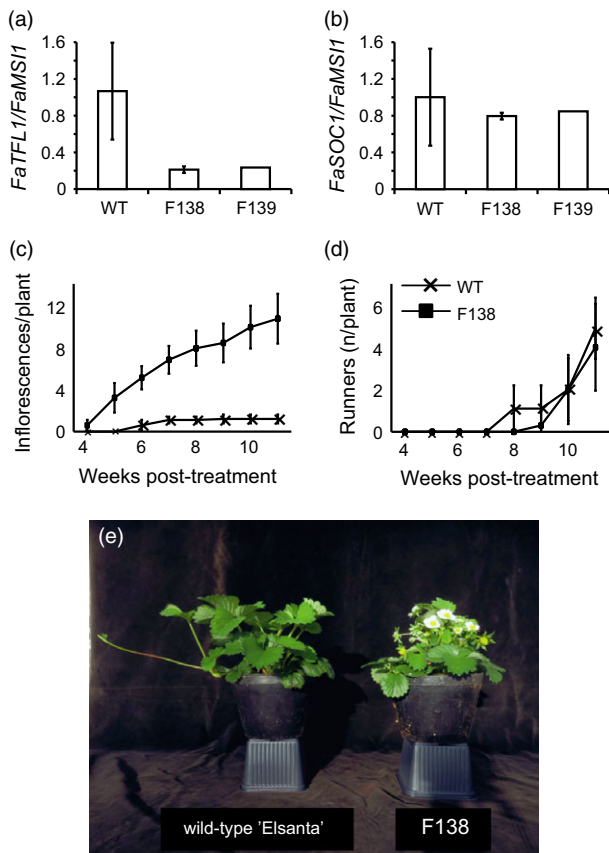 (a)
FaTFL1/FaMSI1
1.6
1.2
0.8
0.4
0
WT F138 F139
(b)
FaSOC1/FaMSI1
1.6
1.2
0.8
0.4
0
WT F138 F139
(c)
Inflorescences/plant
12
8
4
0
4 6 8 10
Weeks post-treatment
(d)
Runners (n/plant)
6
4
2
0
WT
F138
4 6 8 10
Weeks post-treatment
(e)
wild-type 'Elsanta' F138